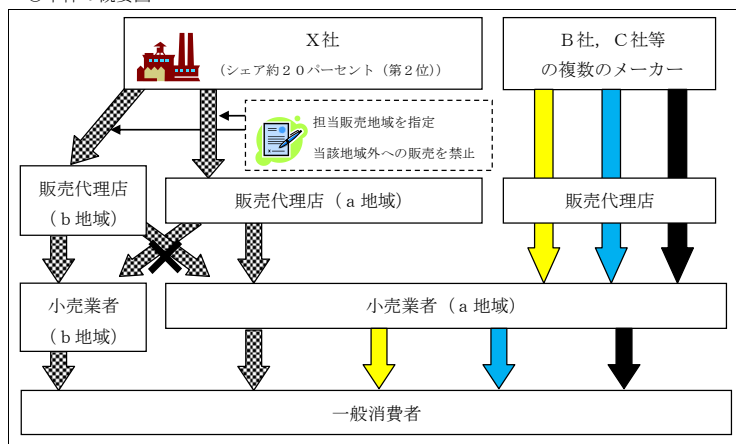 X社
（シェア約２０パーセント（第２位））
Ｂ社，Ｃ社等
の複数のメーカー
担当販売地域を指定
当該地域外への販売を禁止
販売代理店
（ｂ地域）
販売代理店（ａ地域）
販売代理店
小売業者
（ｂ地域）
小売業者（ａ地域）
一般消費者